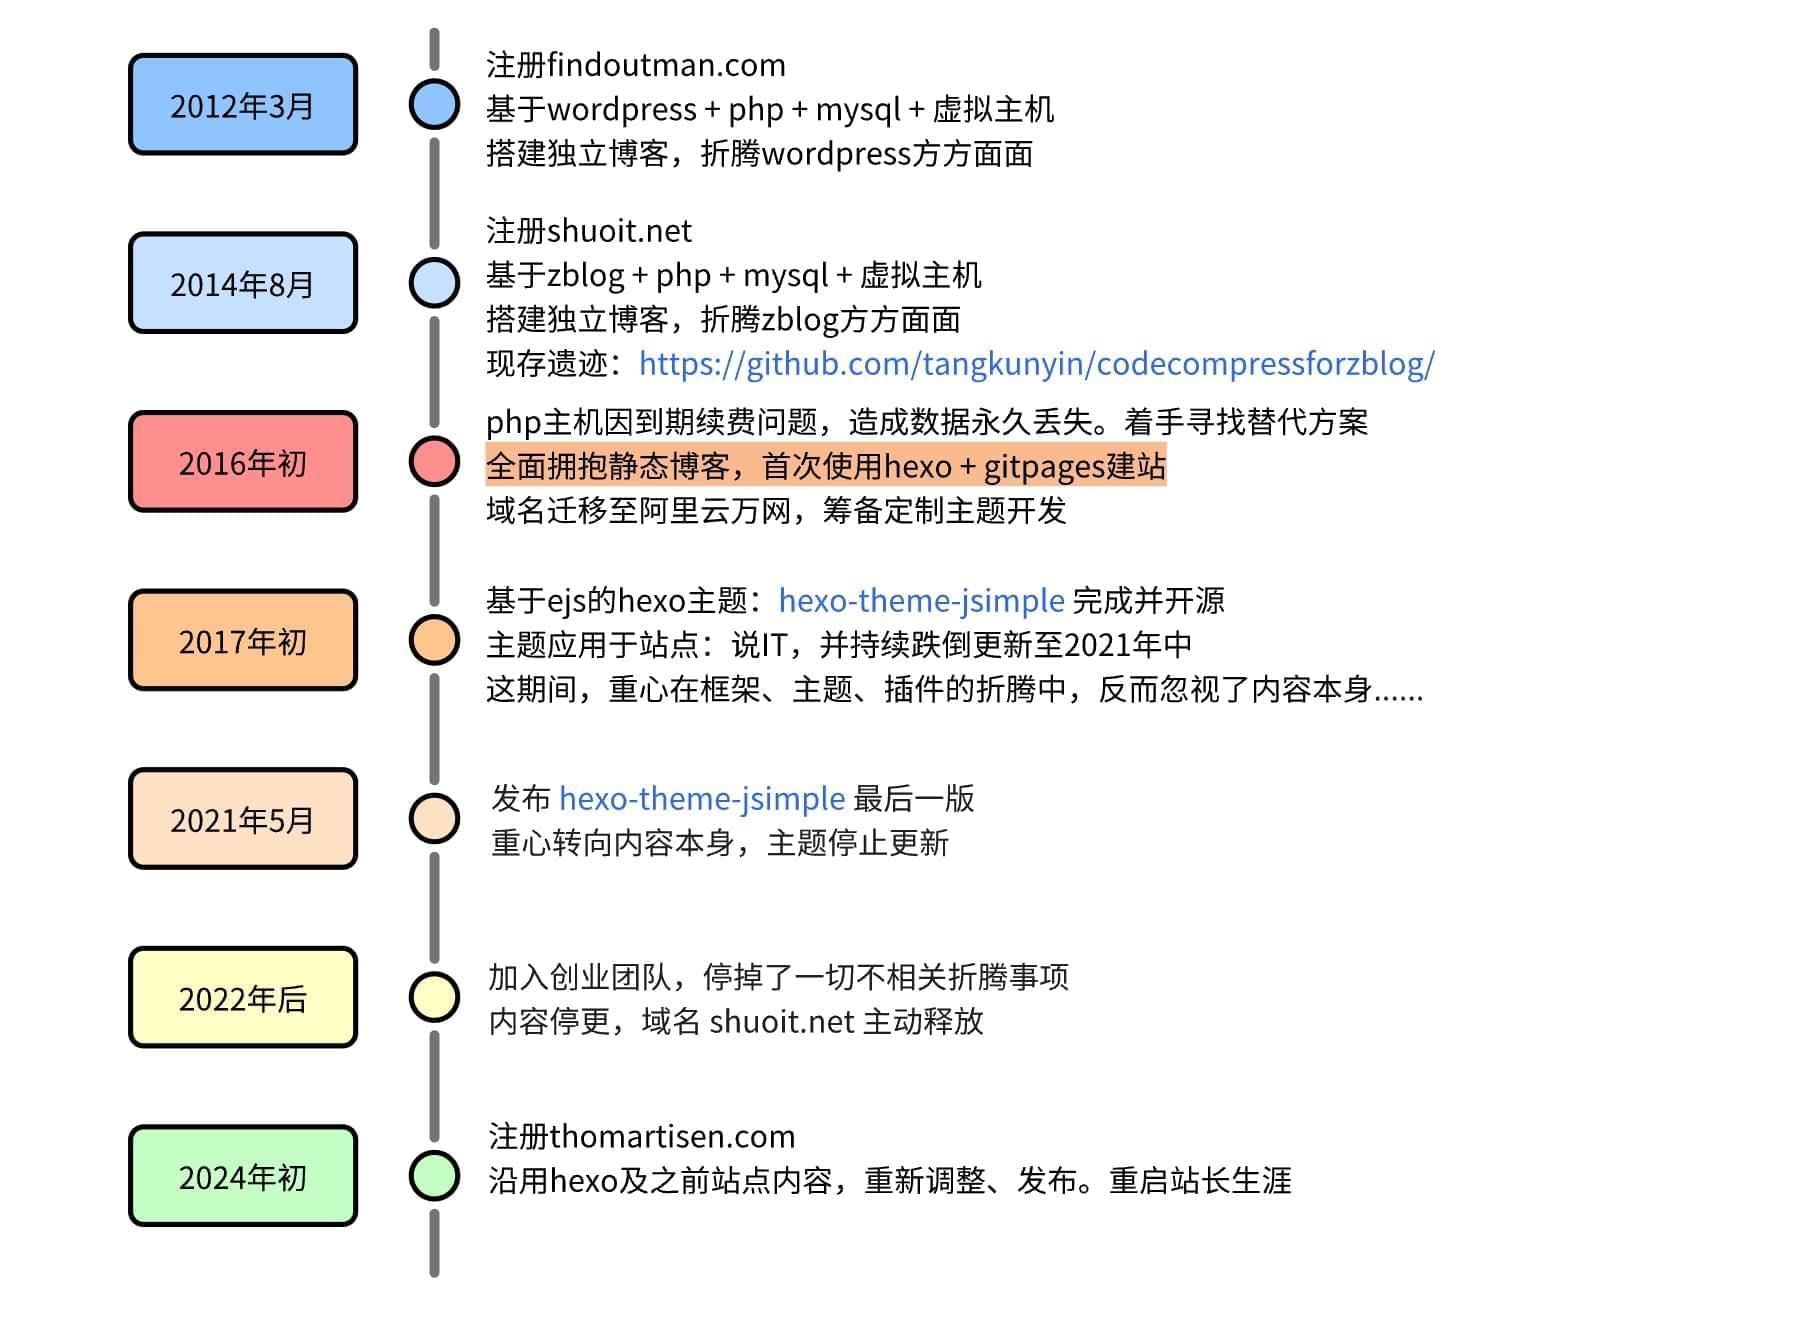 2012年3月
注册findoutman.com
基于wordpress + php + mysql + 虚拟主机
搭建独立博客，折腾wordpress方方面面
2014年8月
注册shuoit.net
基于zblog + php + mysql + 虚拟主机
搭建独立博客，折腾zblog方方面面
现存遗迹：https://github.com/tangkunyin/codecompressforzblog/
2016年初
php主机因到期续费问题，造成数据永久丢失。着手寻找替代方案
全面拥抱静态博客，首次使用hexo + gitpages建站
域名迁移至阿里云万网，筹备定制主题开发
2017年初
基于ejs的hexo主题：hexo-theme-jsimple 完成并开源
主题应用于站点：说IT，并持续跌倒更新至2021年中
这期间，重心在框架、主题、插件的折腾中，反而忽视了内容本身......
2021年5月
发布 hexo-theme-jsimple 最后一版
重心转向内容本身，主题停止更新
2022年后
加入创业团队，停掉了一切不相关折腾事项
内容停更，域名 shuoit.net 主动释放
2024年初
注册thomartisen.com
沿用hexo及之前站点内容，重新调整、发布。重启站长生涯